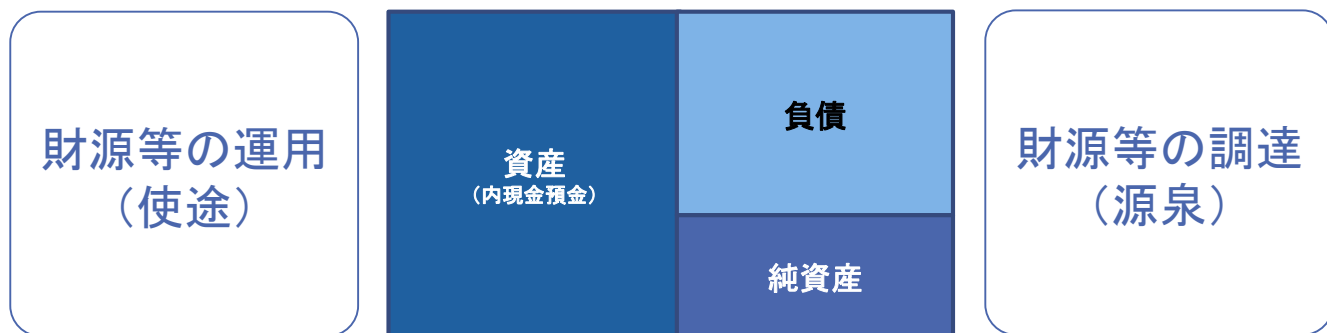 財源等の運用
（使途）
資産
（内現金預金）
負債
純資産
財源等の調達
（源泉）